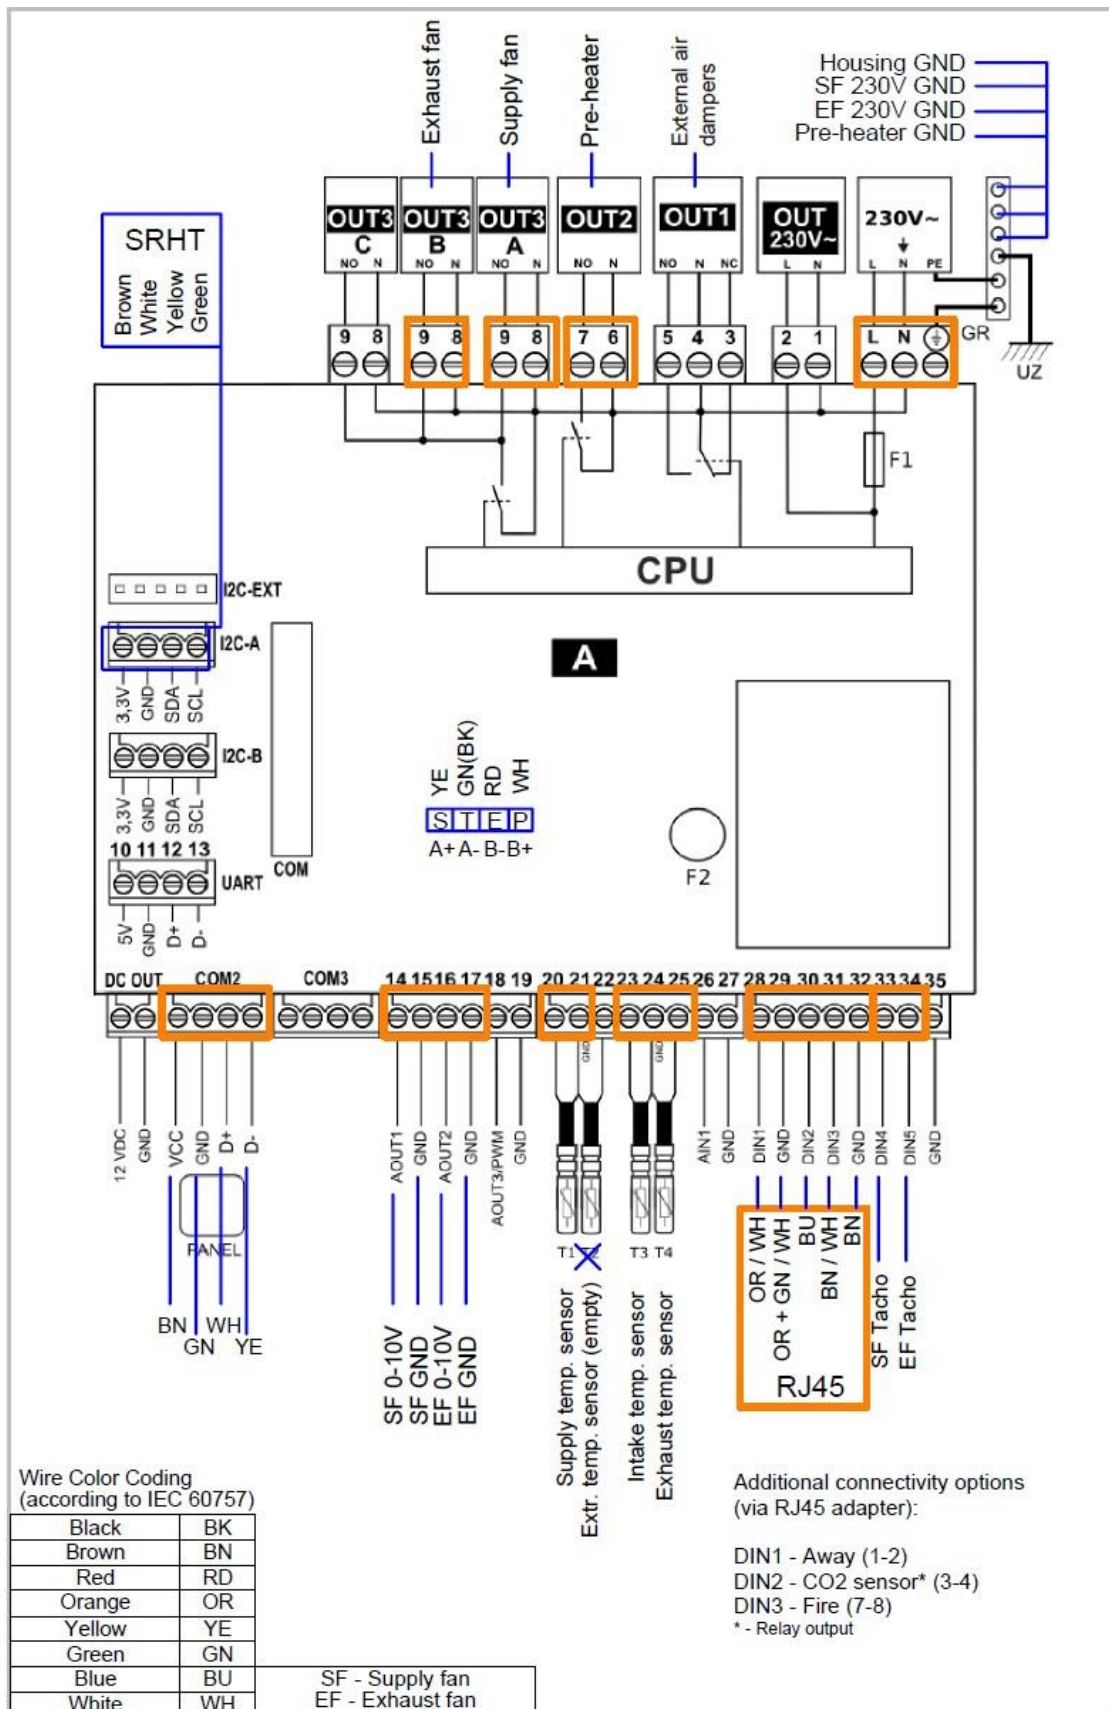 Exhaust fan
Supply fan
Pre-heater
External air
dampers
Housing GND
SF 230V GND
EF 230V GND
Pre-heater GND
SRHT
Brown
White
Yellow
Green
OUT3
C
NO N
OUT3
B
NO N
OUT3
A
NO N
OUT2
NO N
OUT1
NO N NC
OUT
230V~
L N
230V~
L N PE
9 8
9 8
9 8
7 6
5 4 3
2 1
L N
GR
UZ
F1
CPU
I2C-EXT
I2C-A
3,3V
GND
SDA
SCL
A
I2C-B
3,3V
GND
SDA
SCL
YE
GN(BK)
RD
WH
S T E P
A+ A- B- B+
F2
10 11 12 13
UART
COM
5V
GND
D+
D-
DC OUT
COM2
COM3
14 15 16 17 18 19
20 21 22 23 24 25 26 27
28 29 30 31 32 33 34 35
12 VDC
GND
VCC
GND
D+
D-
PANEL
BN
GN
WH
YE
AOUT1
GND
AOUT2
GND
AOUT3/PWM
GND
SF 0-10V
SF GND
EF 0-10V
EF GND
GND
GND
T1 T2
T3 T4
Supply temp. sensor
Extr. temp. sensor (empty)
Intake temp. sensor
Exhaust temp. sensor
AIN1
GND
DIN1
GND
DIN2
DIN3
GND
DIN4
DIN5
GND
OR / WH
OR + GN / WH
BU
BN / WH
BN
RJ45
SF Tacho
EF Tacho
Wire Color Coding
(according to IEC 60757)
Black BK
Brown BN
Red RD
Orange OR
Yellow YE
Green GN
Blue BU
White WH
SF - Supply fan
EF - Exhaust fan
Additional connectivity options
(via RJ45 adapter):
DIN1 - Away (1-2)
DIN2 - CO2 sensor* (3-4)
DIN3 - Fire (7-8)
* - Relay output